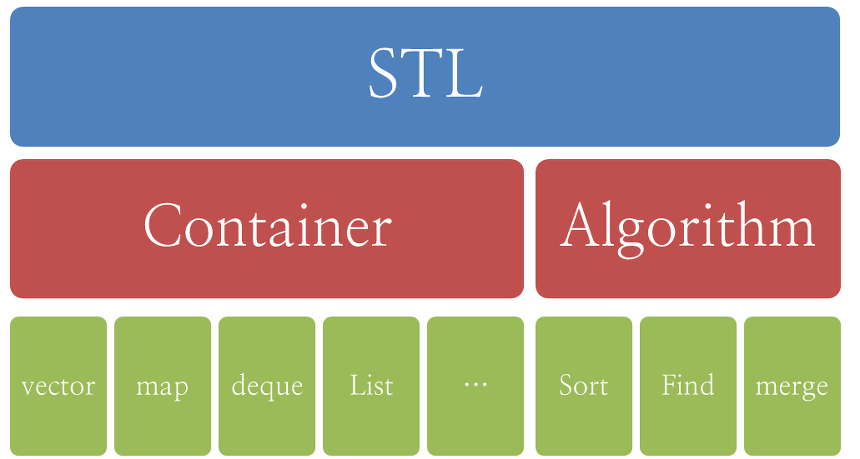 STL
Container
Algorithm
vector
map
deque
List
...
Sort
Find
merge